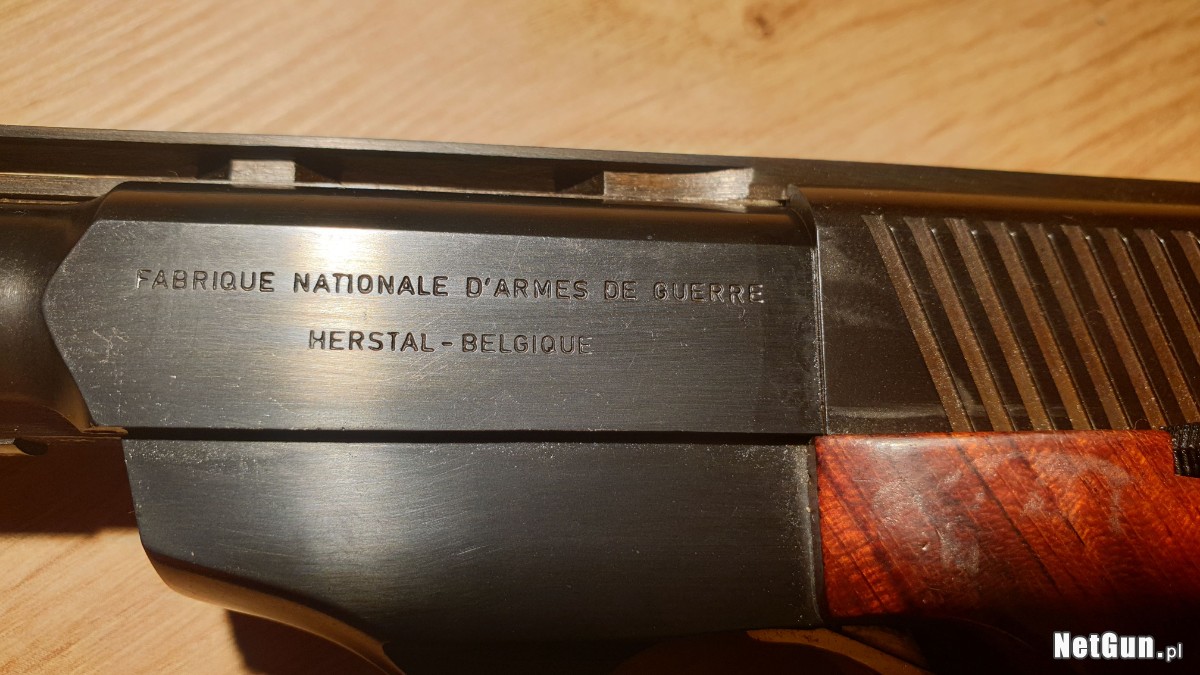 FABRIQUE NATIONALE D'ARMES DE GUERRE
HERSTAL - BELGIQUE
NetGun.pl